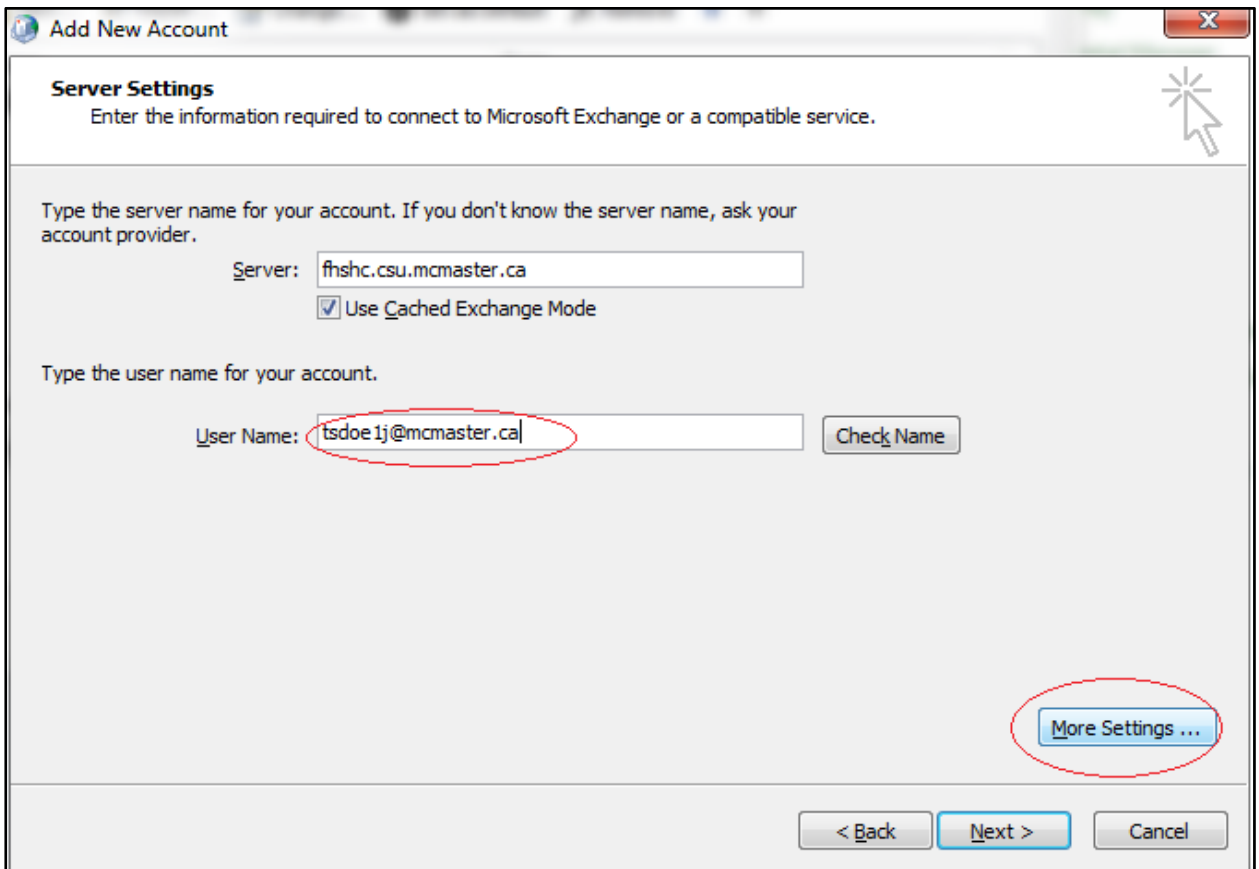 Add New Account
Server Settings
Enter the information required to connect to Microsoft Exchange or a compatible service.
Type the server name for your account. If you don't know the server name, ask your
account provider.
Server: fhshc.csu.mcmaster.ca
Use Cached Exchange Mode
Type the user name for your account.
User Name: tsdoe1j@mcmaster.ca Check Name
More Settings ...
< Back Next > Cancel